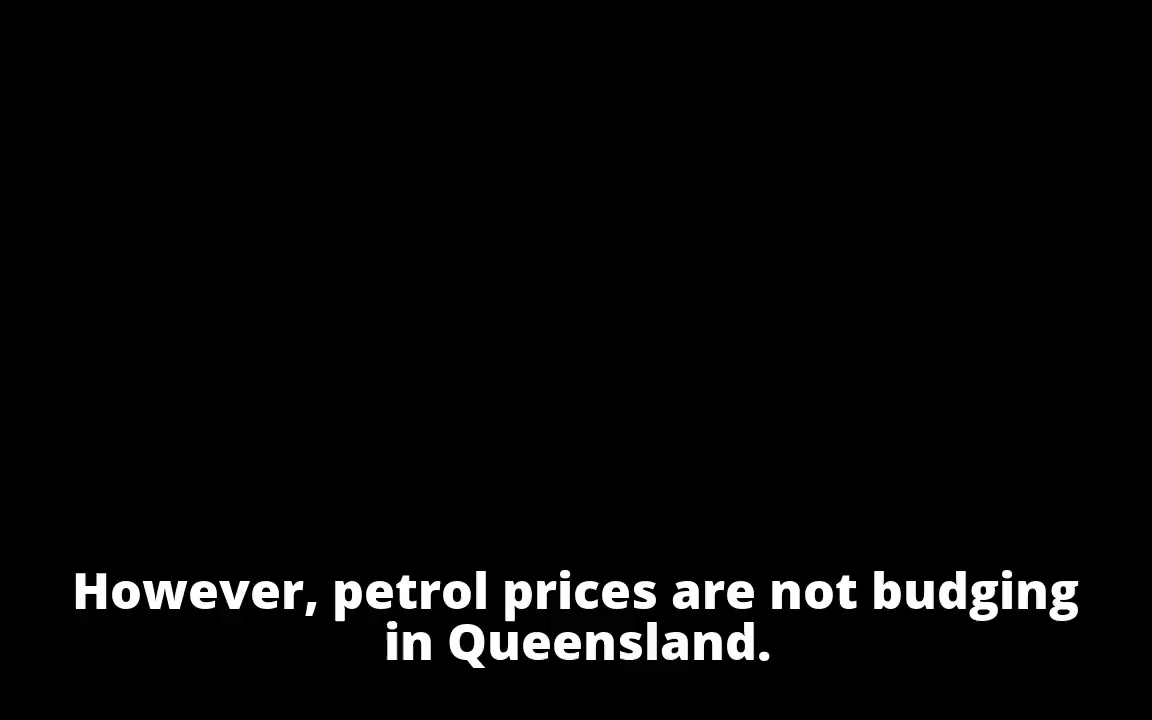 However, petrol prices are not budging
in Queensland.